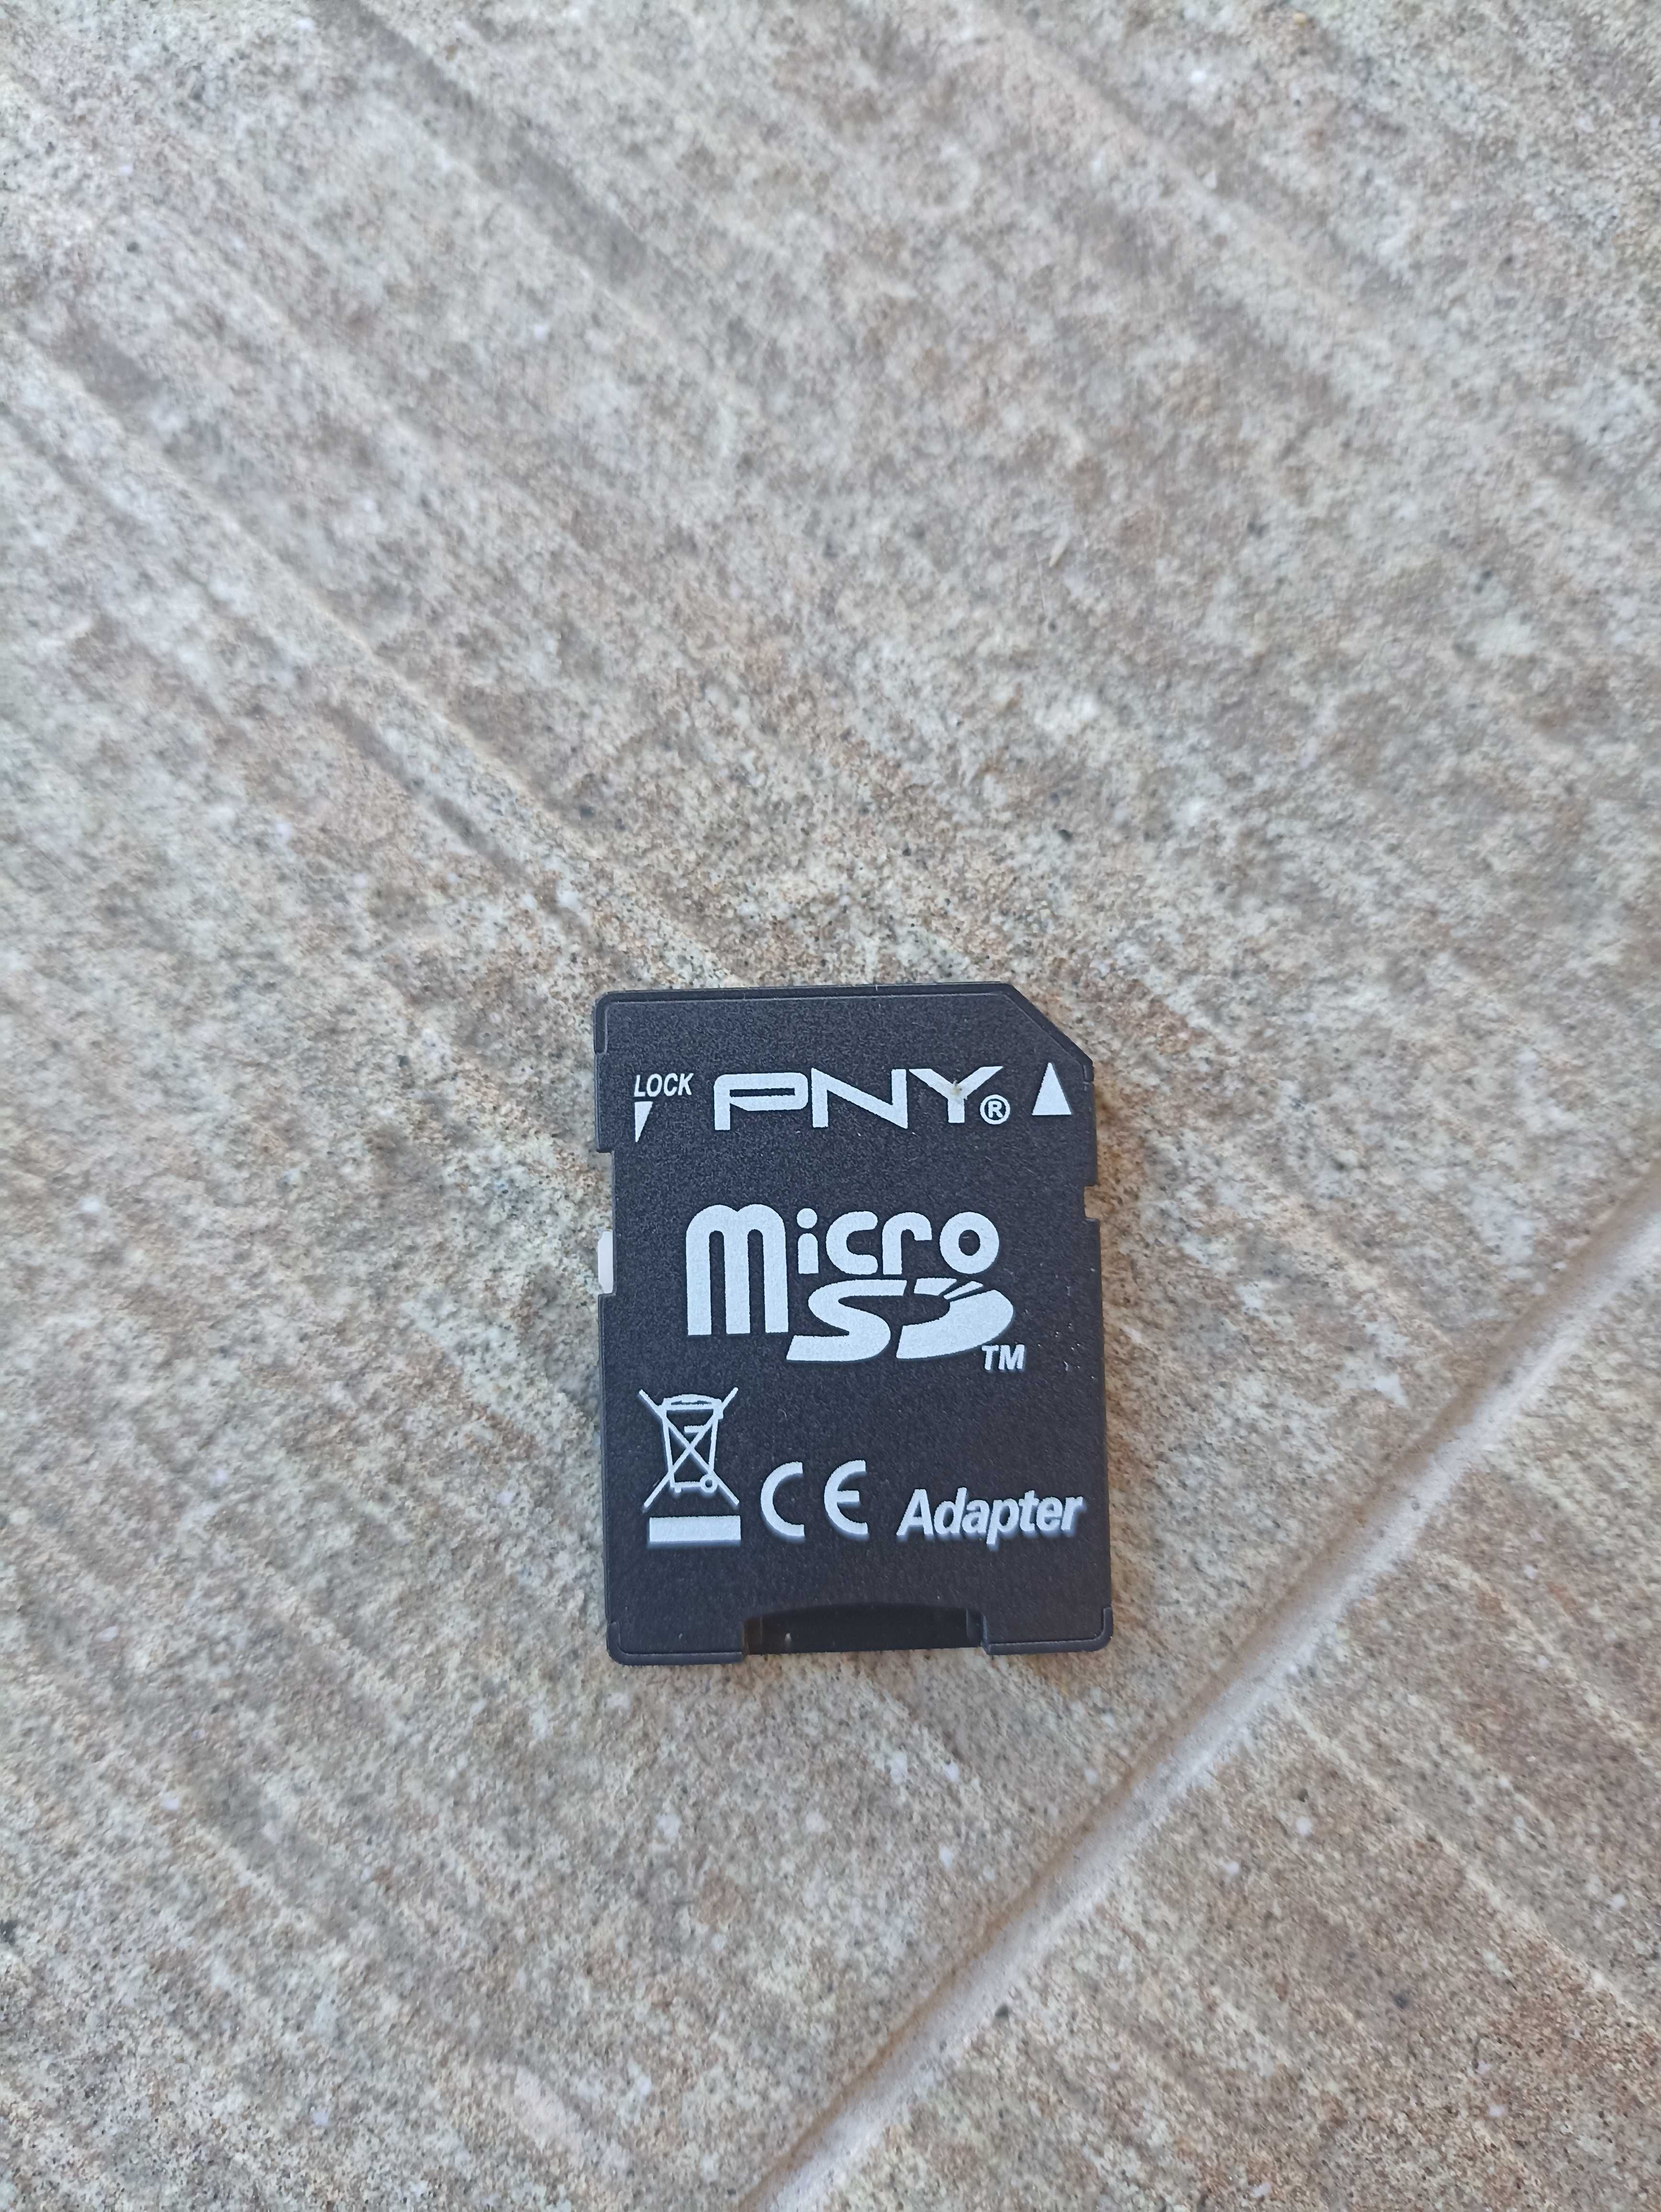 LOCK PNY®
micro
SD™
CE Adapter